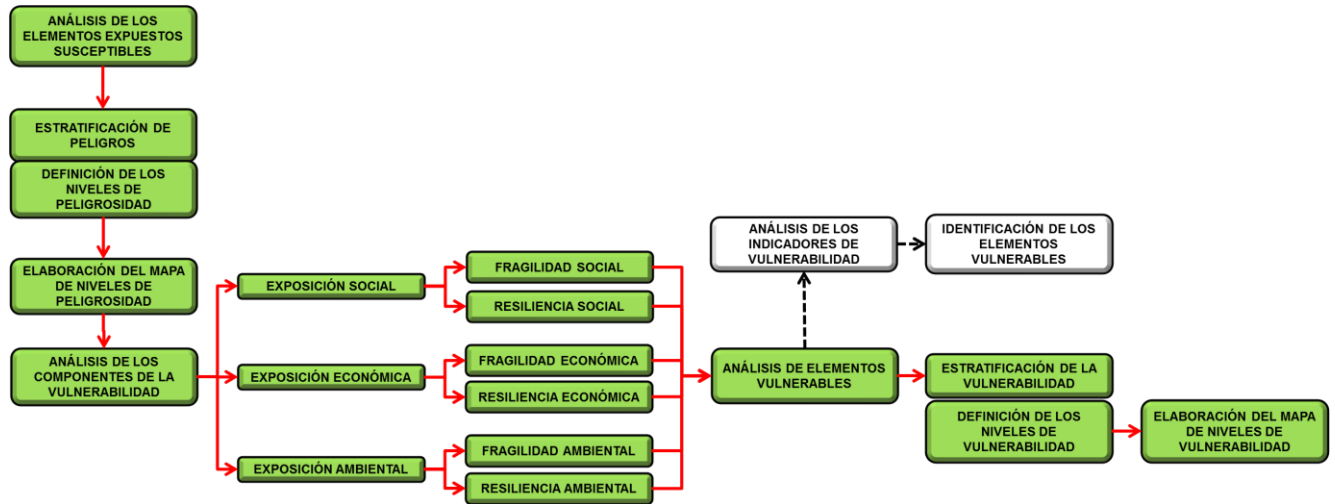 ANÁLISIS DE LOS
ELEMENTOS EXPUESTOS
SUSCEPTIBLES
ESTRATIFICACIÓN DE
PELIGROS
DEFINICIÓN DE LOS
NIVELES DE
PELIGROSIDAD
ELABORACIÓN DEL MAPA
DE NIVELES DE
PELIGROSIDAD
ANÁLISIS DE LOS
COMPONENTES DE LA
VULNERABILIDAD
EXPOSICIÓN SOCIAL
EXPOSICIÓN ECONÓMICA
EXPOSICIÓN AMBIENTAL
FRAGILIDAD SOCIAL
RESILIENCIA SOCIAL
FRAGILIDAD ECONÓMICA
RESILIENCIA ECONÓMICA
FRAGILIDAD AMBIENTAL
RESILIENCIA AMBIENTAL
ANÁLISIS DE LOS
INDICADORES DE
VULNERABILIDAD
IDENTIFICACIÓN DE LOS
ELEMENTOS
VULNERABLES
ANÁLISIS DE ELEMENTOS
VULNERABLES
ESTRATIFICACIÓN DE LA
VULNERABILIDAD
DEFINICIÓN DE LOS
NIVELES DE
VULNERABILIDAD
ELABORACIÓN DEL MAPA
DE NIVELES DE
VULNERABILIDAD